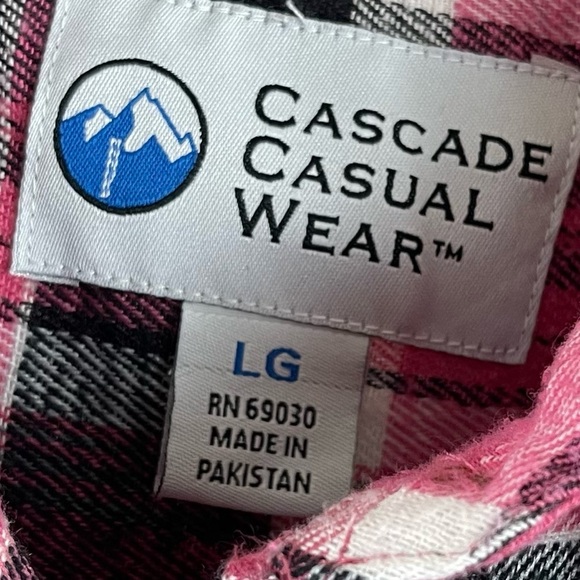 CASCADE
CASUAL
WEAR™
LG
RN 69030
MADE IN
PAKISTAN